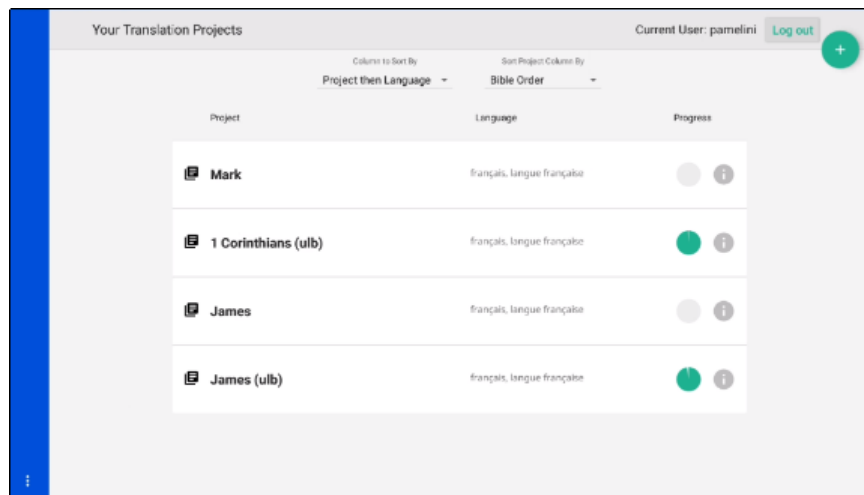 Your Translation Projects
Current User: pamelini
Log out
+
Column to Sort By
Sort Project Column By
Project then Language
Bible Order
Project
Language
Progress
Mark
français, langue française
1 Corinthians (ulb)
français, langue française
James
français, langue française
James (ulb)
français, langue française